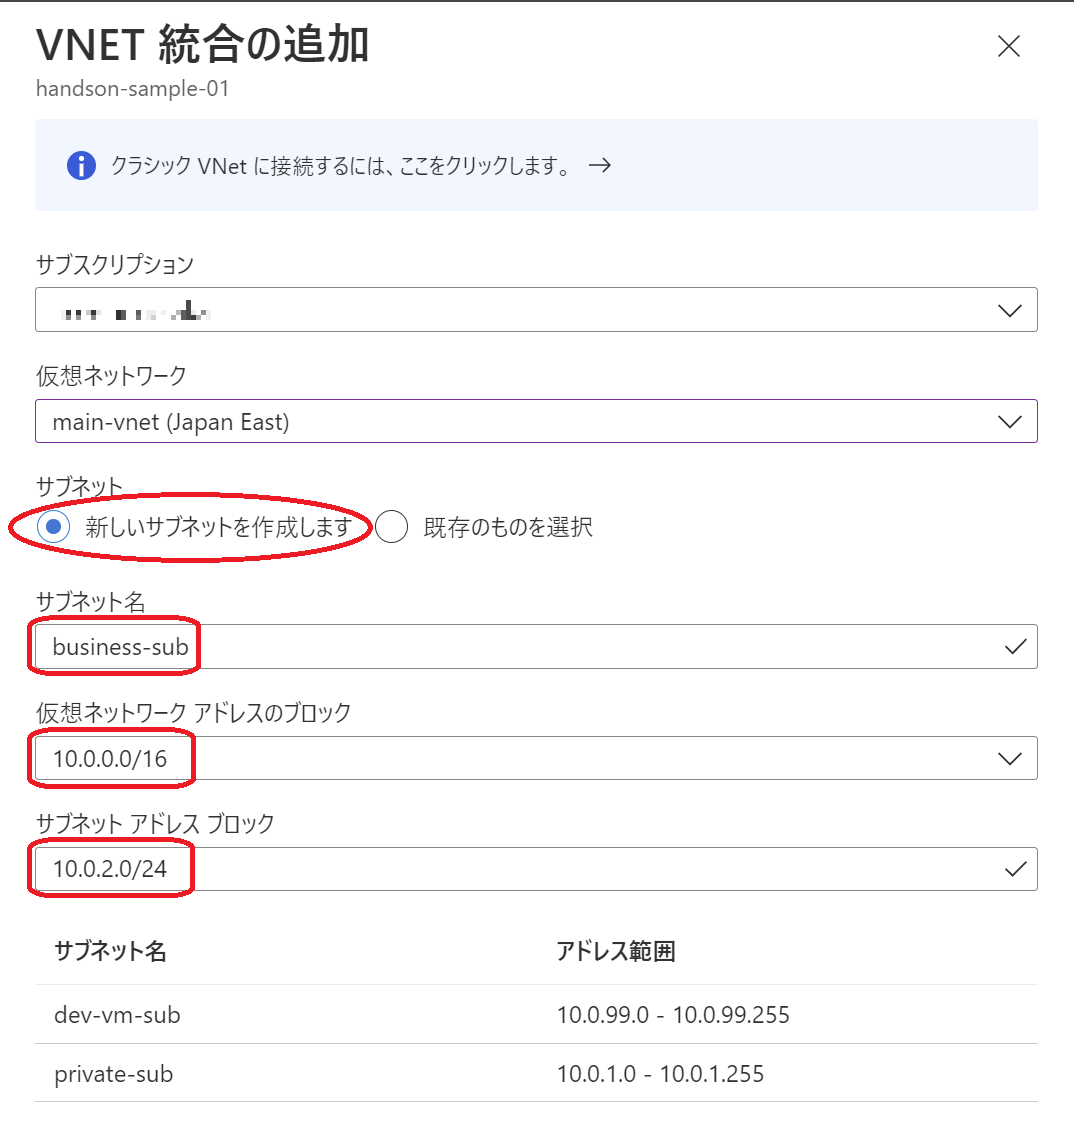 VNET 統合の追加
handson-sample-01
クラシック VNet に接続するには、ここをクリックします。 →
サブスクリプション
仮想ネットワーク
main-vnet (Japan East)
サブネット
新しいサブネットを作成します 既存のものを選択
サブネット名
business-sub
仮想ネットワーク アドレスのブロック
10.0.0.0/16
サブネット アドレス ブロック
10.0.2.0/24
サブネット名 アドレス範囲
dev-vm-sub 10.0.99.0 - 10.0.99.255
private-sub 10.0.1.0 - 10.0.1.255